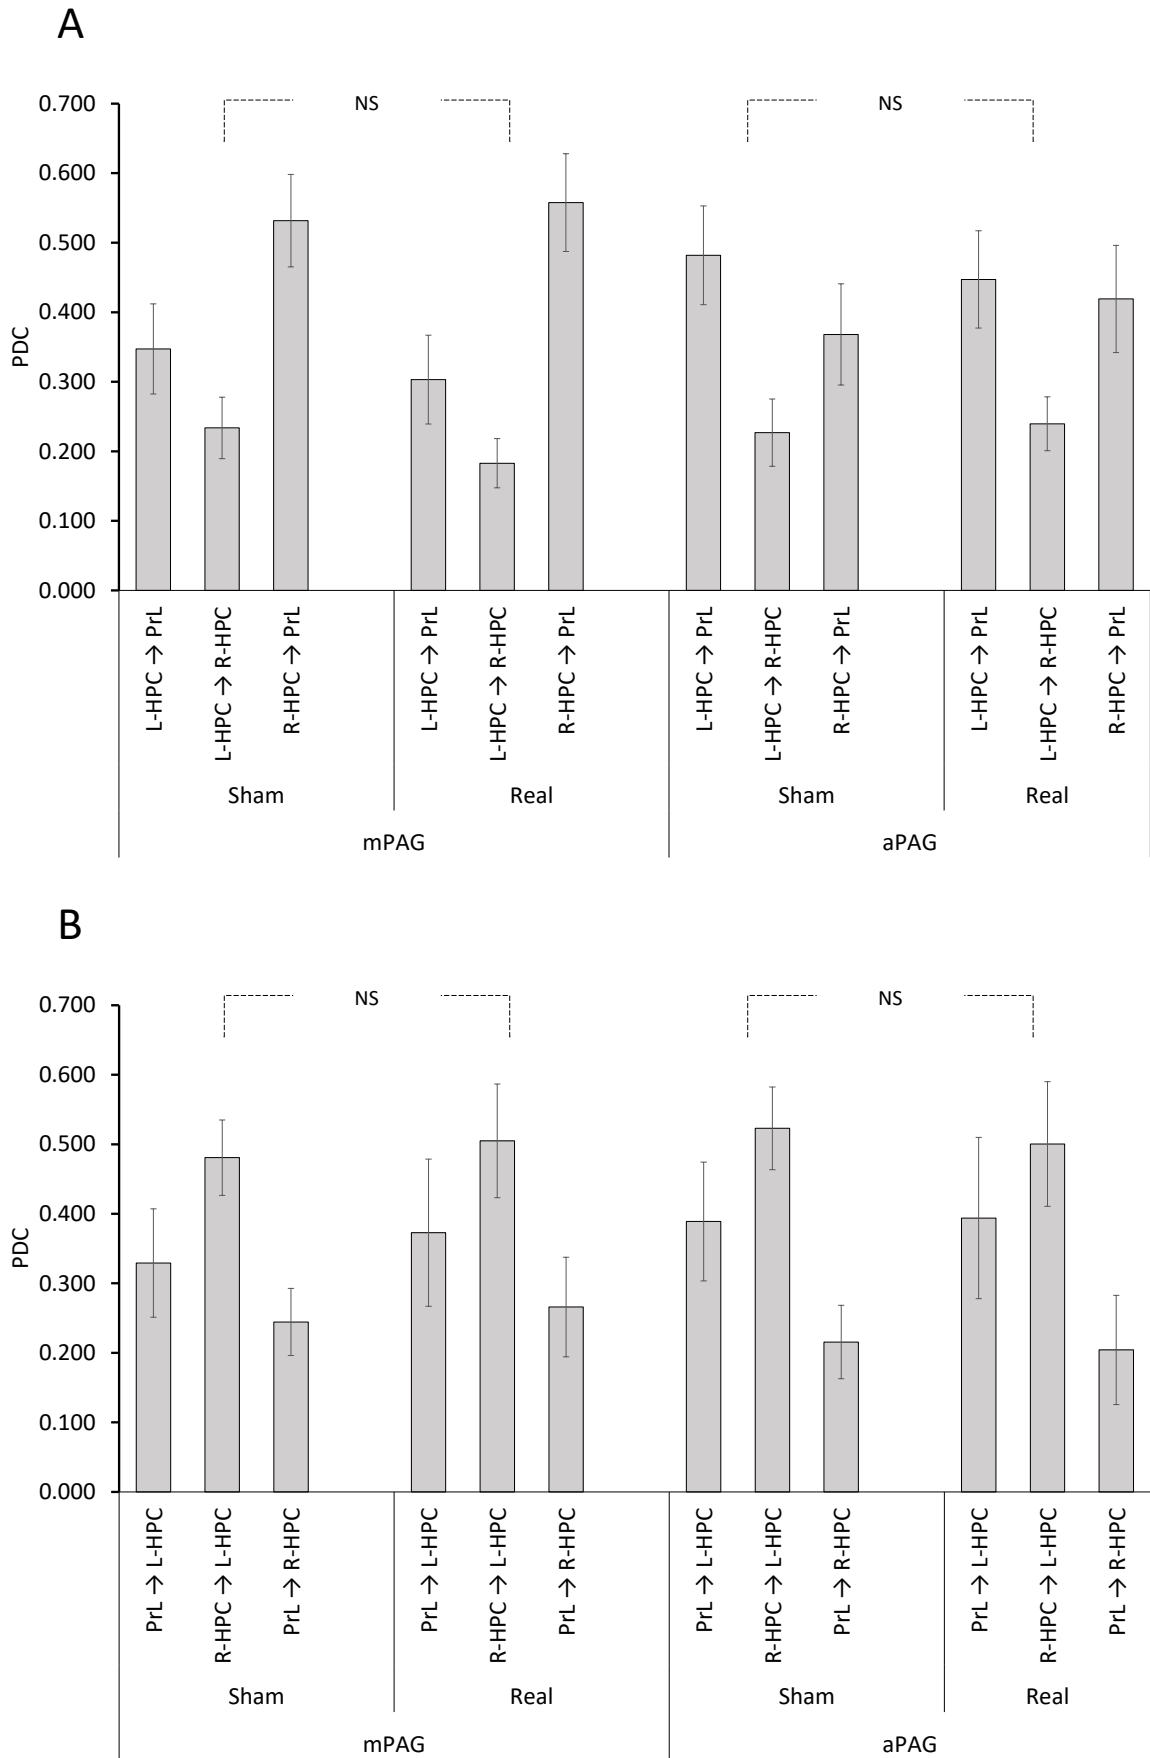 A
NS NS
0.700
0.600
0.500
0.400
0.300
0.200
0.100
0.000
PDC
L-HPC → PrL
L-HPC → R-HPC
R-HPC → PrL
L-HPC → PrL
L-HPC → R-HPC
R-HPC → PrL
L-HPC → PrL
L-HPC → R-HPC
R-HPC → PrL
L-HPC → PrL
L-HPC → R-HPC
R-HPC → PrL
Sham Real Sham Real
mPAG aPAG
B
NS NS
0.700
0.600
0.500
0.400
0.300
0.200
0.100
0.000
PDC
PrL → L-HPC
R-HPC → L-HPC
PrL → R-HPC
PrL → L-HPC
R-HPC → L-HPC
PrL → R-HPC
PrL → L-HPC
R-HPC → L-HPC
PrL → R-HPC
PrL → L-HPC
R-HPC → L-HPC
PrL → R-HPC
Sham Real Sham Real
mPAG aPAG